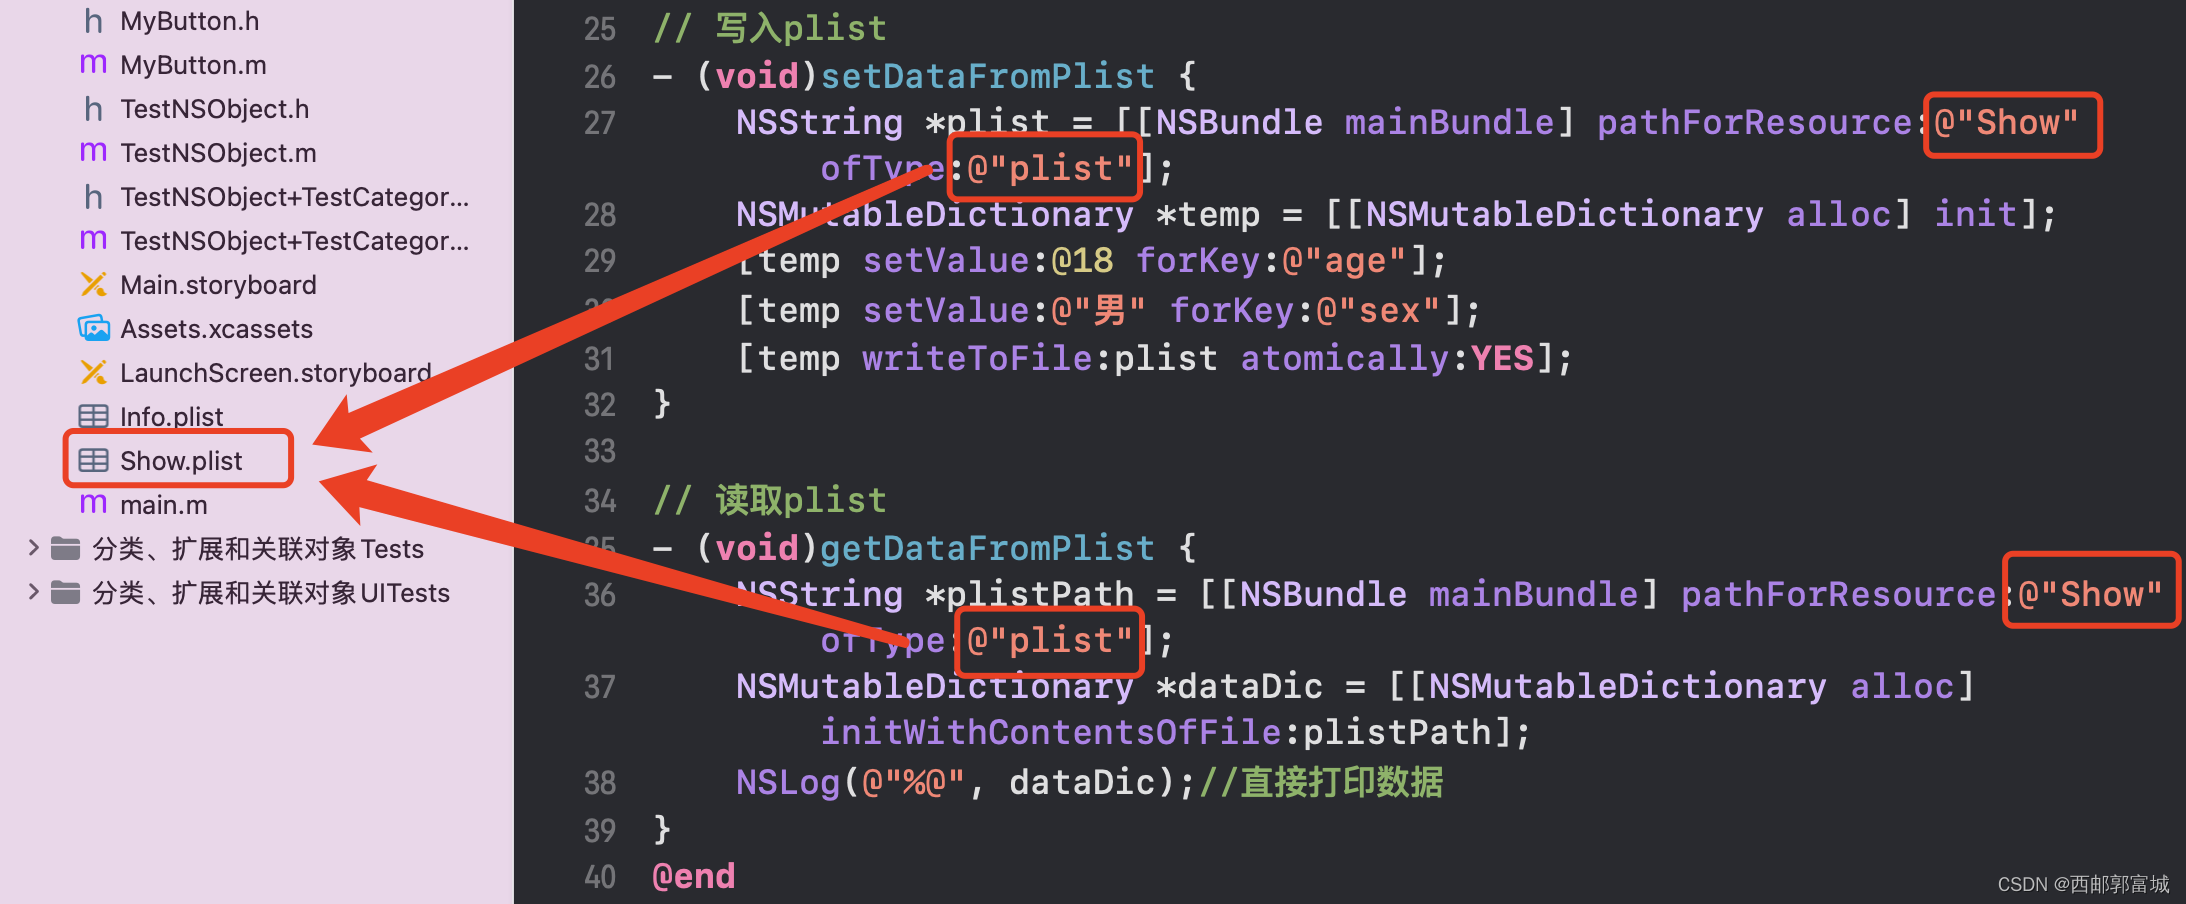 MyButton.h
MyButton.m
TestNSObject.h
TestNSObject.m
TestNSObject+TestCategor...
TestNSObject+TestCategor...
Main.storyboard
Assets.xcassets
LaunchScreen.storyboard
Info.plist
Show.plist
main.m
分类、扩展和关联对象Tests
分类、扩展和关联对象UITests
25 // 写入plist
26 - (void)setDataFromPlist {
27 NSString *plist = [[NSBundle mainBundle] pathForResource:@"Show"
ofType:@"plist"];
28 NSMutableDictionary *temp = [[NSMutableDictionary alloc] init];
29 [temp setValue:@18 forKey:@"age"];
30 [temp setValue:@"男" forKey:@"sex"];
31 [temp writeToFile:plist atomically:YES];
32 }
33
34 // 读取plist
35 - (void)getDataFromPlist {
36 NSString *plistPath = [[NSBundle mainBundle] pathForResource:@"Show"
ofType:@"plist"];
37 NSMutableDictionary *dataDic = [[NSMutableDictionary alloc]
initWithContentsOfFile:plistPath];
38 NSLog(@"%@", dataDic);//直接打印数据
39 }
40 @end
CSDN @西邮郭富城